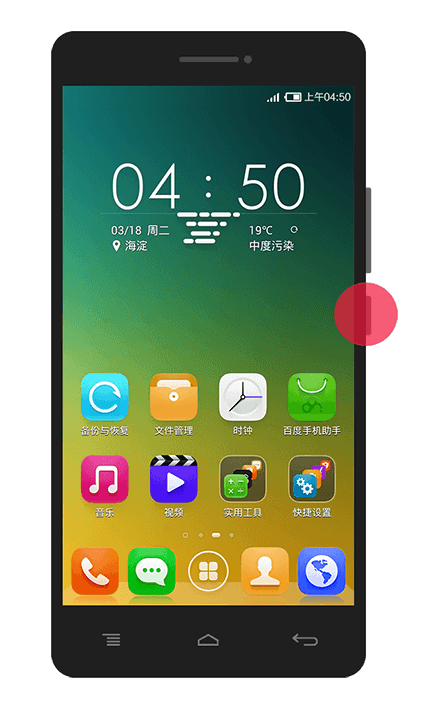 上午04:50
04:50
03/18 周二
19℃
海淀
中度污染
备份与恢复
文件管理
时钟
百度手机助手
音乐
视频
实用工具
快捷设置